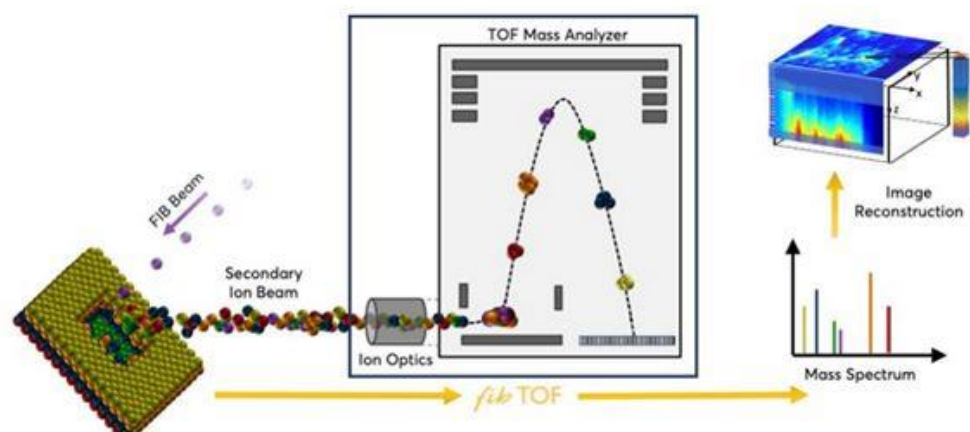 TOF Mass Analyzer
FIB Beam
Secondary
Ion Beam
Ion Optics
fib TOF
y
x
z
Image
Reconstruction
Mass Spectrum